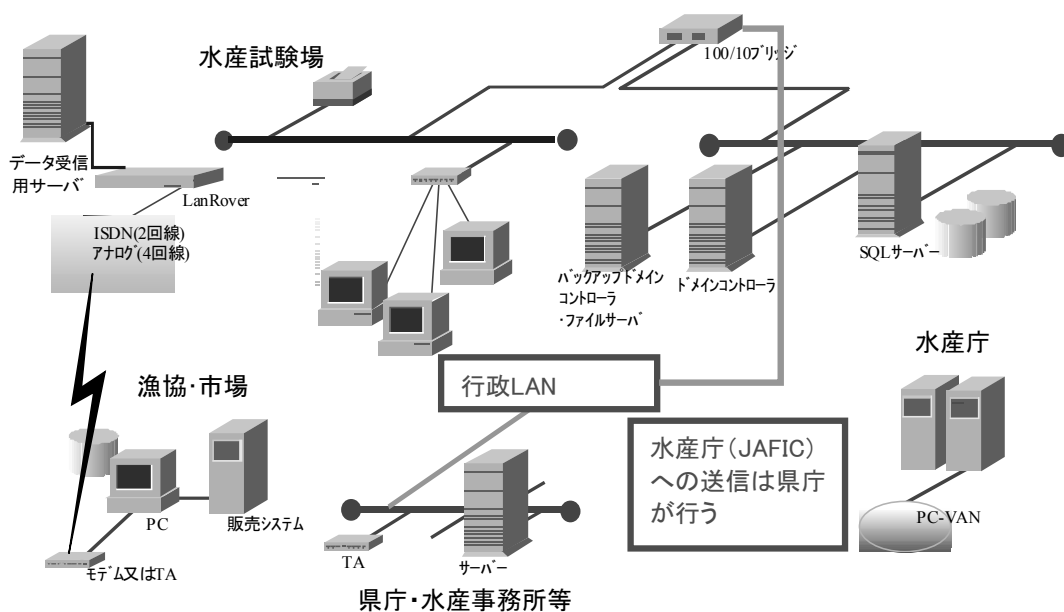 水産試験場
100/10ブリッジ
データ受信
用サーバ
LanRover
ISDN(2回線)
アナログ(4回線)
バックアップドメイン
コントローラ
・ファイルサーバ
ドメインコントローラ
SQLサーバー
水産庁
行政LAN
漁協・市場
水産庁(JAFIC)
への送信は県庁
が行う
PC
販売システム
PC-VAN
モデム又はTA
TA
サーバー
県庁・水産事務所等